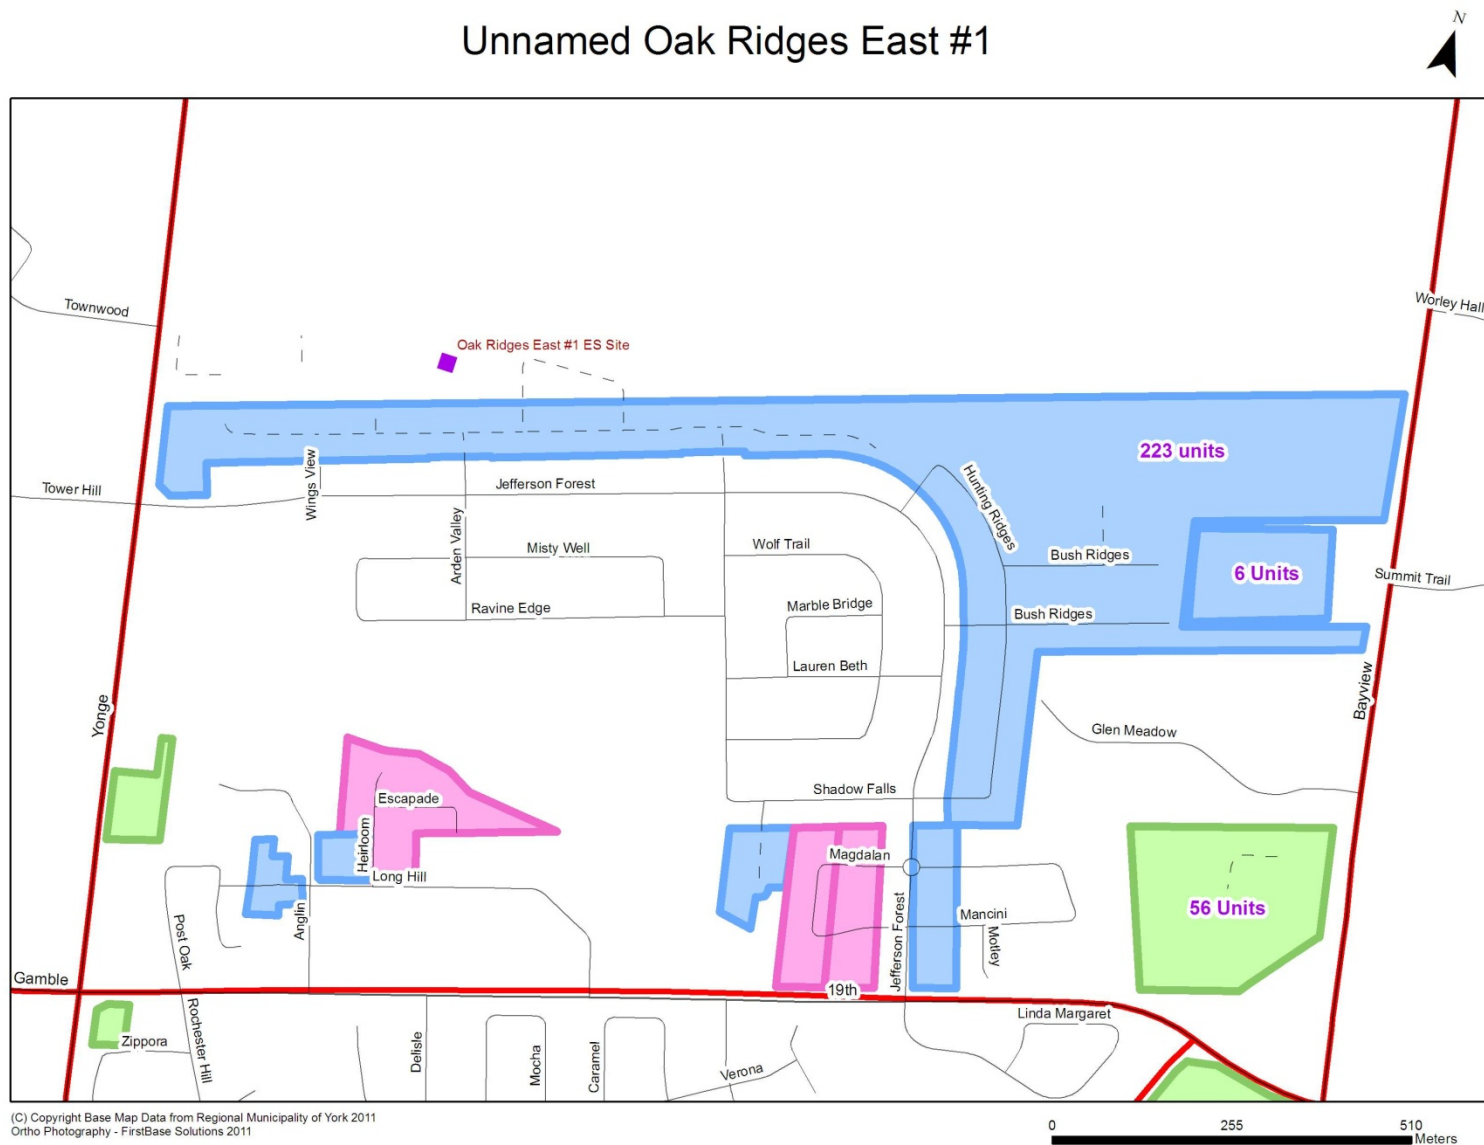 Unnamed Oak Ridges East #1
N
Worley Hall
Townwood
Oak Ridges East #1 ES Site
223 units
Wings View
Hunting Ridges
Tower Hill
Jefferson Forest
Arden Valley
Misty Well
Wolf Trail
Bush Ridges
6 Units
Summit Trail
Ravine Edge
Marble Bridge
Bush Ridges
Lauren Beth
Yonge
Bayview
Glen Meadow
Escapade
Shadow Falls
Heirloom
Long Hill
Magdalan
Anglin
Post Oak
Jefferson Forest
Mancini
Motley
56 Units
Gamble
19th
Rochester Hill
Linda Margaret
Zippora
Delisle
Mocha
Caramel
Verona
(C) Copyright Base Map Data from Regional Municipality of York 2011
Ortho Photography - FirstBase Solutions 2011
0 255 510
Meters